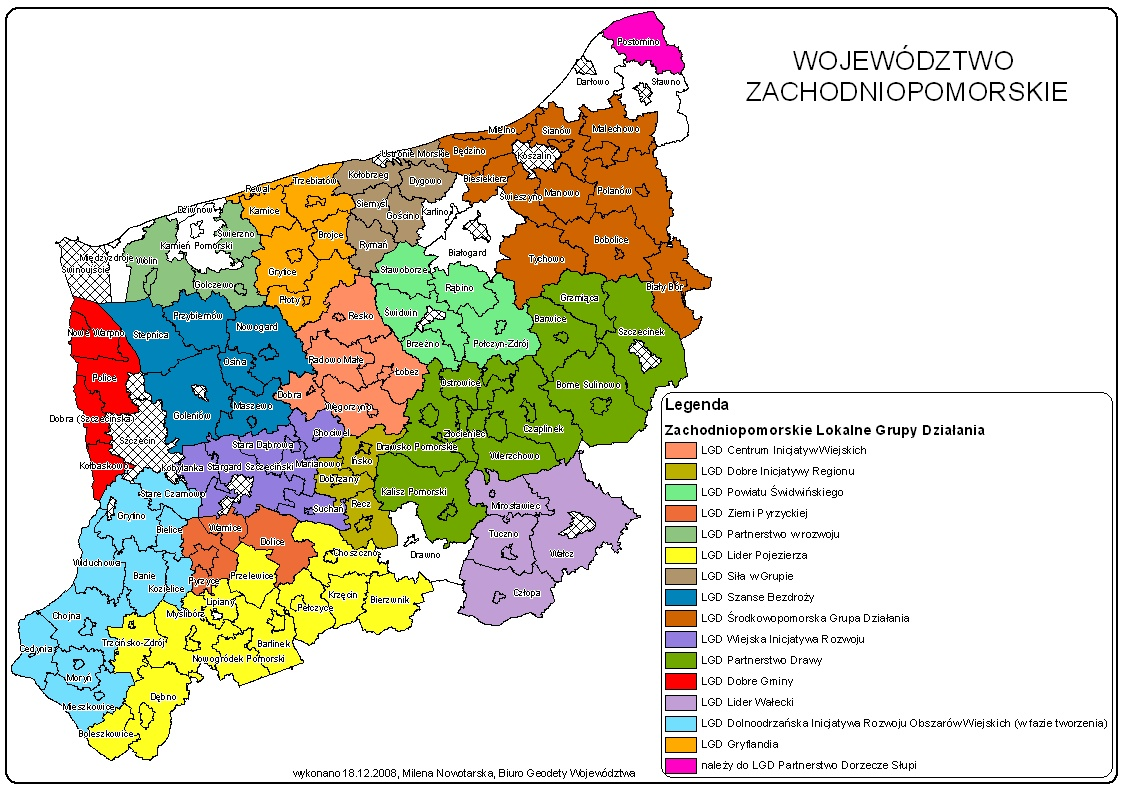 WOJEWÓDZTWO
ZACHODNIOPOMORSKIE
Postomino
Darłowo
Sławno
Mielno
Sianów
Malechowo
Ustronie Morskie
Będzino
Koszalin
Kołobrzeg
Dygowo
Biesiekierz
Świeszyno
Manowo
Polanów
Trzebiatów
Rewal
Karnice
Siemyśl
Gościno
Karlino
Dziwnów
Świerzno
Kamień Pomorski
Brojce
Rymań
Białogard
Bobolice
Międzyzdroje
Świnoujście
Wolin
Golczewo
Gryfice
Płoty
Sławoborze
Rąbino
Tychowo
Biały Bór
Grzmiąca
Przybiernów
Nowogard
Stepnica
Resko
Świdwin
Brzeżno
Połczyn-Zdrój
Barwice
Szczecinek
Nowe Warpno
Osina
Radowo Małe
Łobez
Police
Dobra
Węgorzyno
Ostrowice
Borne Sulinowo
Maszewo
Goleniów
Dobra (Szczecińska)
Szczecin
Chociwel
Złocieniec
Czaplinek
Stara Dąbrowa
Drawsko Pomorskie
Wierzchowo
Kołbaskowo
Kobylanka
Stargard Szczeciński
Marianowo
Ińsko
Dobrzany
Stare Czarnowo
Kalisz Pomorski
Mirosławiec
Gryfino
Suchań
Recz
Bielice
Warnice
Dolice
Tuczno
Wałcz
Choszczno
Drawno
Widuchowa
Banie
Kozielice
Pyrzyce
Przelewice
Krzęcin
Bierzwnik
Człopa
Lipiany
Pełczyce
Chojna
Myślibórz
Trzcińsko-Zdrój
Barlinek
Cedynia
Nowogródek Pomorski
Moryń
Mieszkowice
Dębno
Boleszkowice
Legenda
Zachodniopomorskie Lokalne Grupy Działania
LGD Centrum Inicjatyw Wiejskich
LGD Dobre Inicjatywy Regionu
LGD Powiatu Świdwińskiego
LGD Ziemi Pyrzyckiej
LGD Partnerstwo w rozwoju
LGD Lider Pojezierza
LGD Siła w Grupie
LGD Szanse Bezdroży
LGD Środkowopomorska Grupa Działania
LGD Wiejska Inicjatywa Rozwoju
LGD Partnerstwo Drawy
LGD Dobre Gminy
LGD Lider Wałecki
LGD Dolnoodrzańska Inicjatywa Rozwoju Obszarów Wiejskich (w fazie tworzenia)
LGD Gryflandia
należy do LGD Partnerstwo Dorzecze Słupi
wykonano 18.12.2008, Milena Nowotarska, Biuro Geodety Województwa